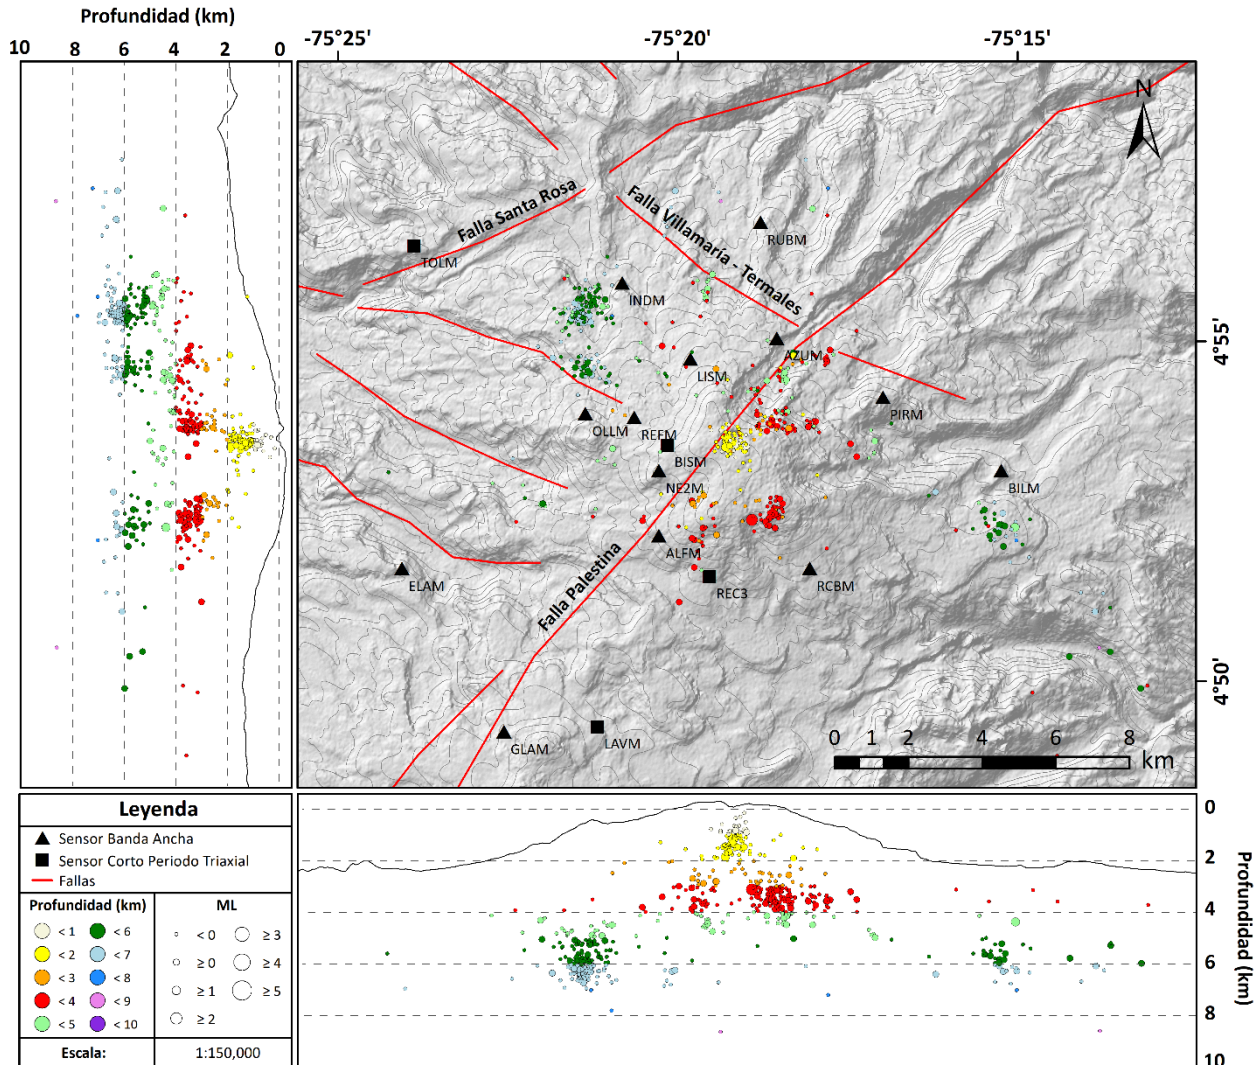 Profundidad (km)
10 8 6 4 2 0
-75°25'
-75°20'
-75°15'
N
Falla Santa Rosa
Falla Villamaría - Termales
RUBM
TOLM
INDM
4°55'
AZUM
LISM
PIRM
OLLM
REFM
BISM
NE2M
BILM
ALFM
ELAM
REC3
RCBM
Falla Palestina
4°50'
GLAM
LAVM
0 1 2 4 6 8
km
Leyenda
Sensor Banda Ancha
Sensor Corto Periodo Triaxial
Fallas
Profundidad (km)
< 1 < 6
< 2 < 7
< 3 < 8
< 4 < 9
< 5 < 10
ML
< 0 ≥ 3
≥ 0 ≥ 4
≥ 1 ≥ 5
≥ 2
Escala: 1:150,000
0
2
4
6
8
10
Profundidad (km)